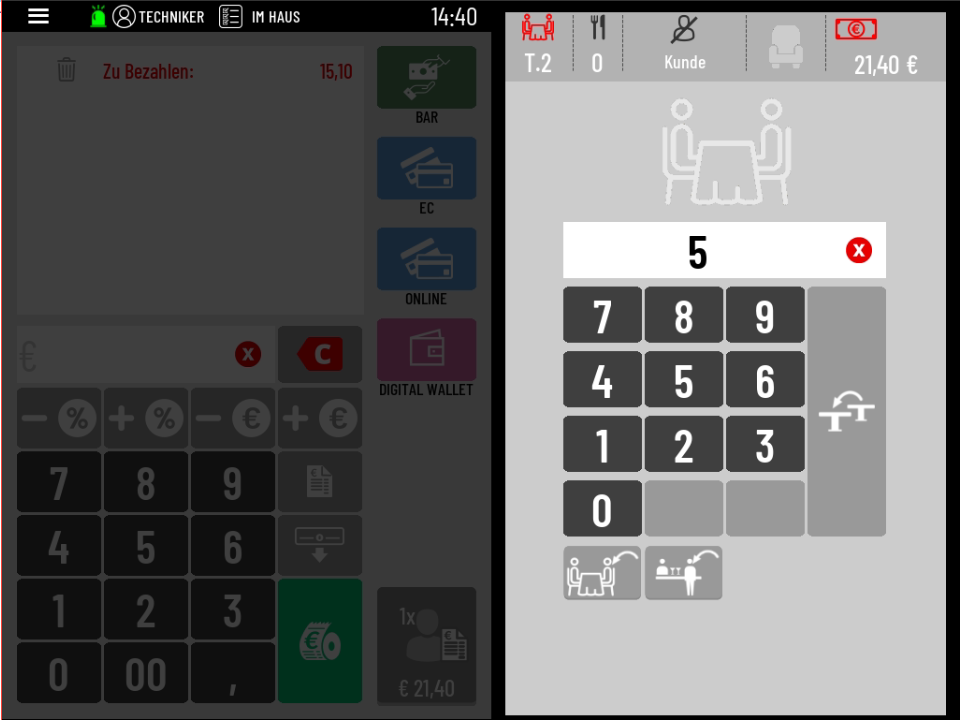 TECHNIKER IM HAUS 14:40
Zu Bezahlen: 15,10
BAR
EC
ONLINE
DIGITAL WALLET
€ X C
- % + % - € + €
7 8 9
4 5 6
1 2 3
0 00 ,
€
1x
€ 21,40
T.2 0 Kunde 21,40 €
5 X
7 8 9
4 5 6
1 2 3
0